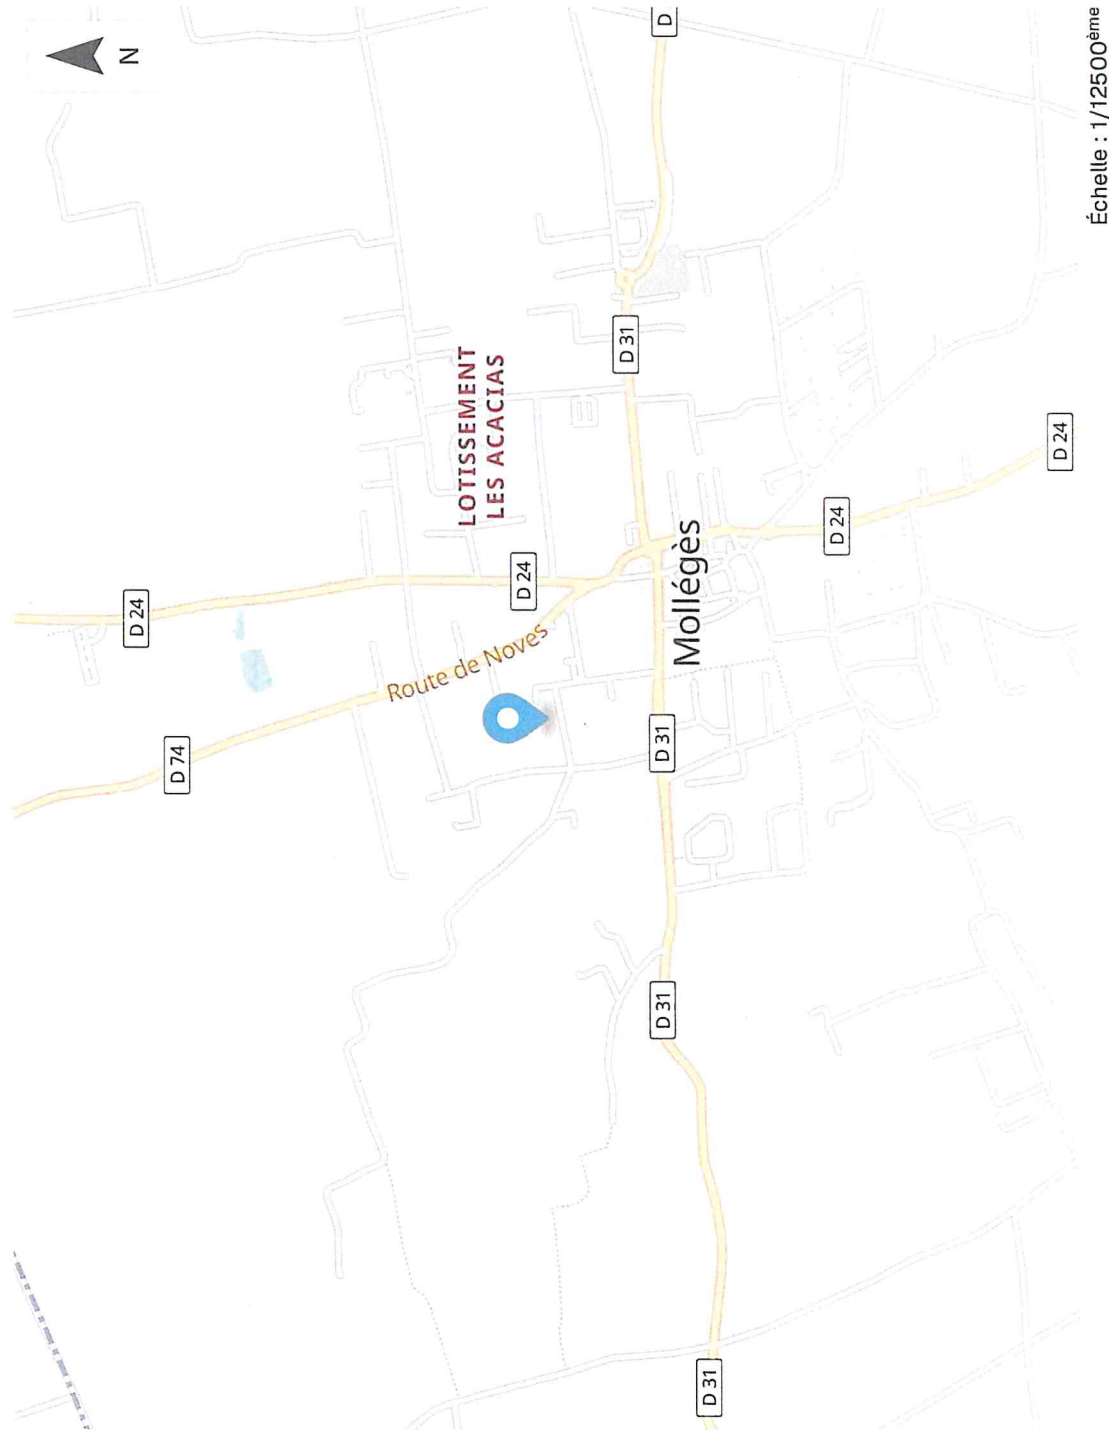 N
D 24
D 74
Route de Noves
LOTISSEMENT
LES ACACIAS
D 24
D 31
D 31
D 31
D
Mollégès
D 31
D 24
D 24
Échelle : 1/12500ème